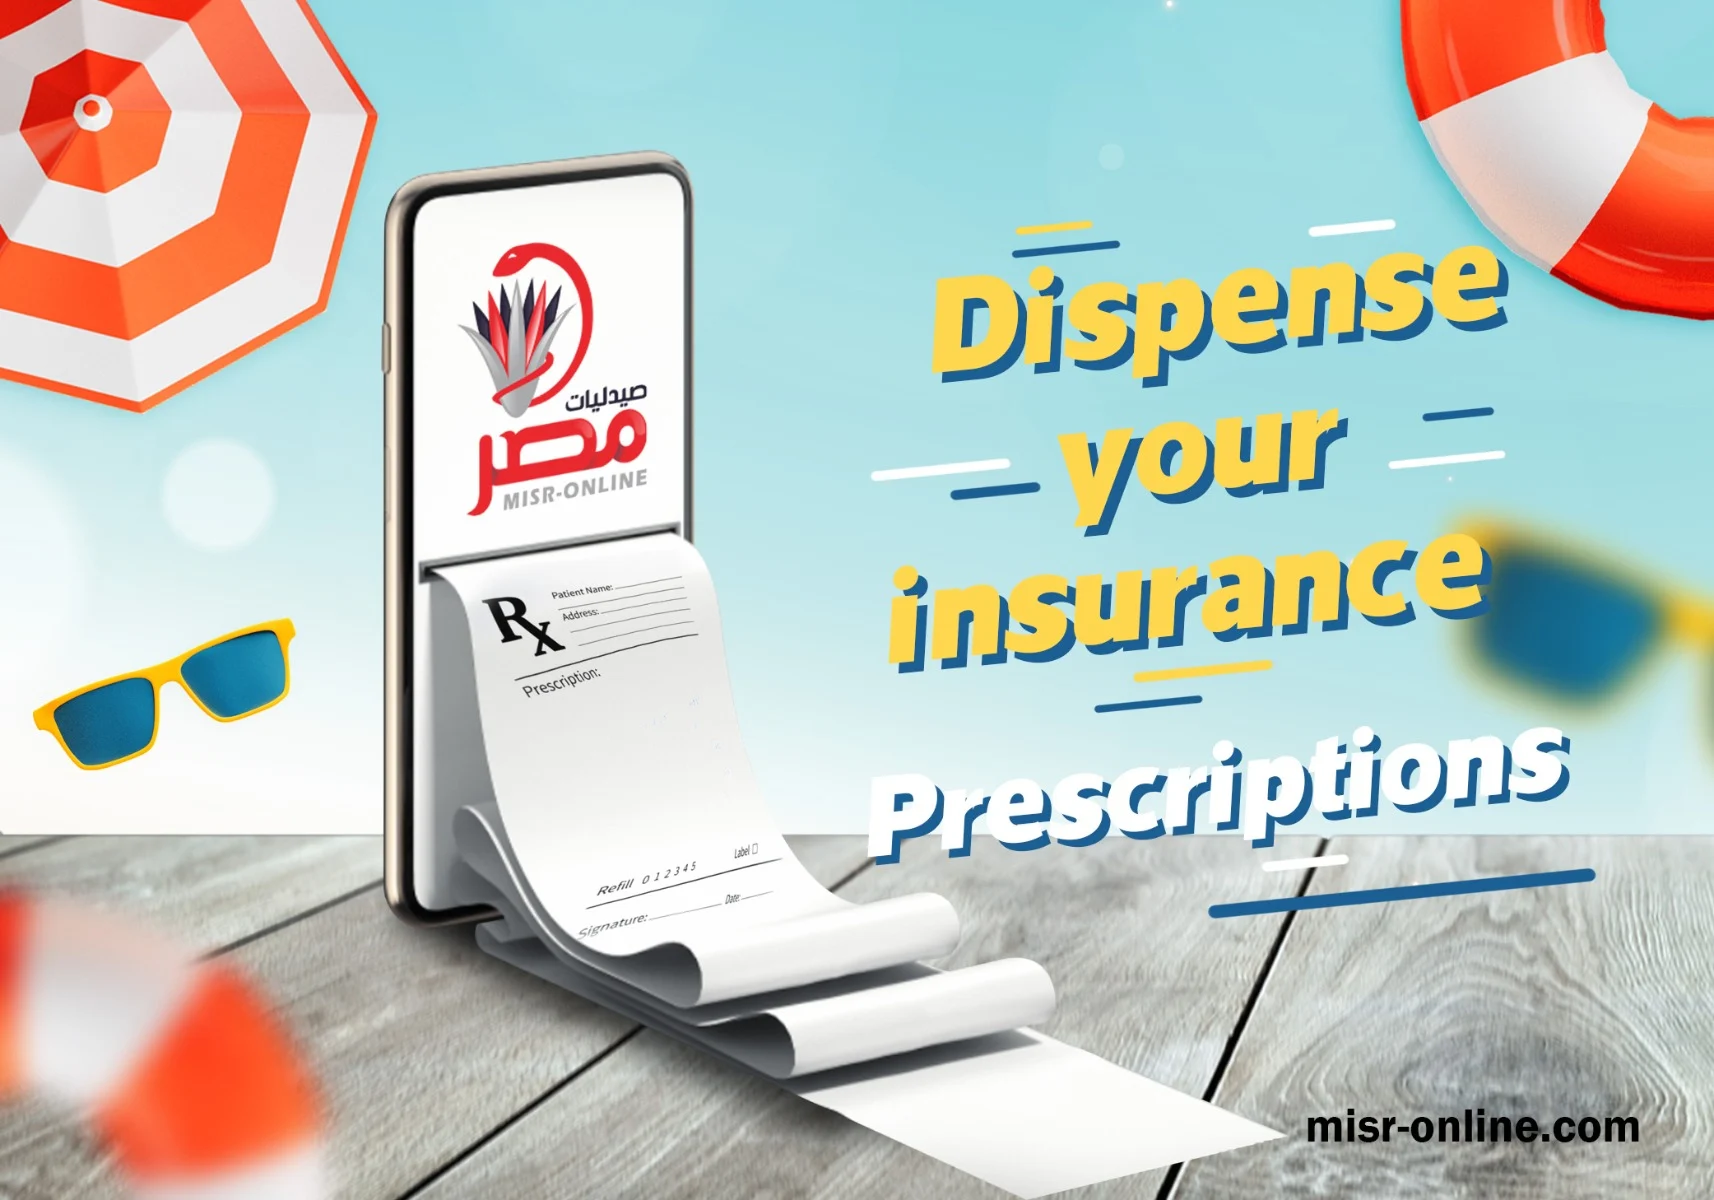 صيدليات
مصر
MISR-ONLINE
Rx
Patient Name:
Address:
Prescription:
Label
Refill 0 1 2 3 4 5
Signature:
Date:
Dispense
your
insurance
Prescriptions
misr-online.com